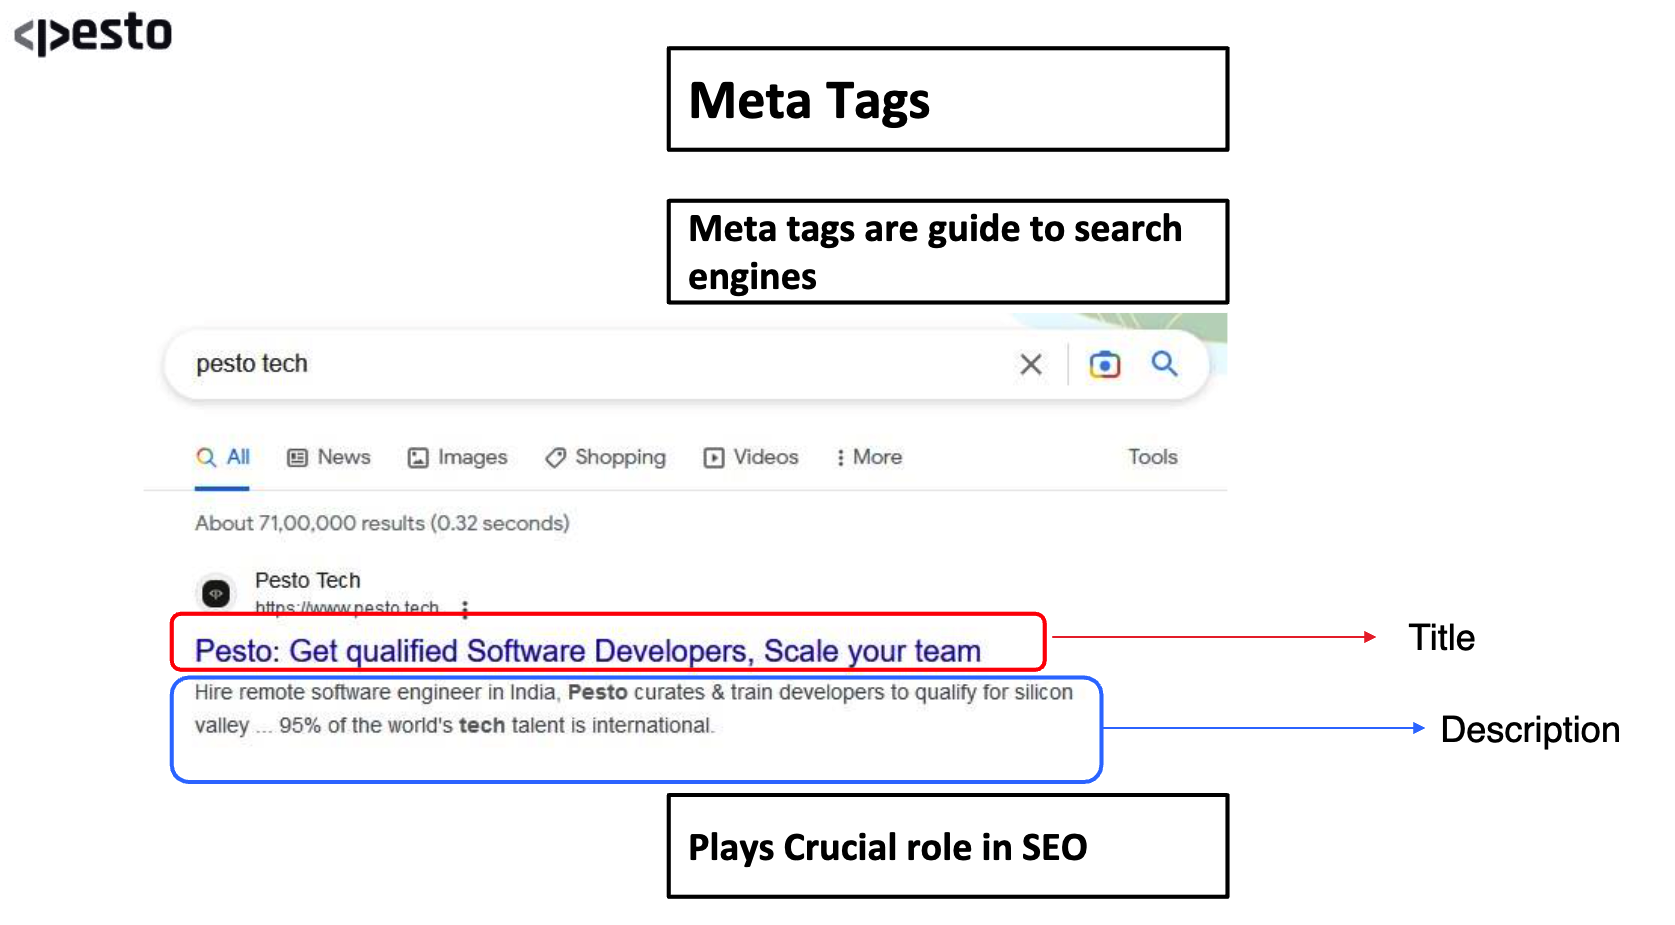 <|>esto
Meta Tags
Meta tags are guide to search
engines
pesto tech
All News Images Shopping Videos More Tools
About 71,00,000 results (0.32 seconds)
Pesto Tech
https://www.pesto.tech
Pesto: Get qualified Software Developers, Scale your team
Title
Hire remote software engineer in India, Pesto curates & train developers to qualify for silicon
valley ... 95% of the world's tech talent is international.
Description
Plays Crucial role in SEO